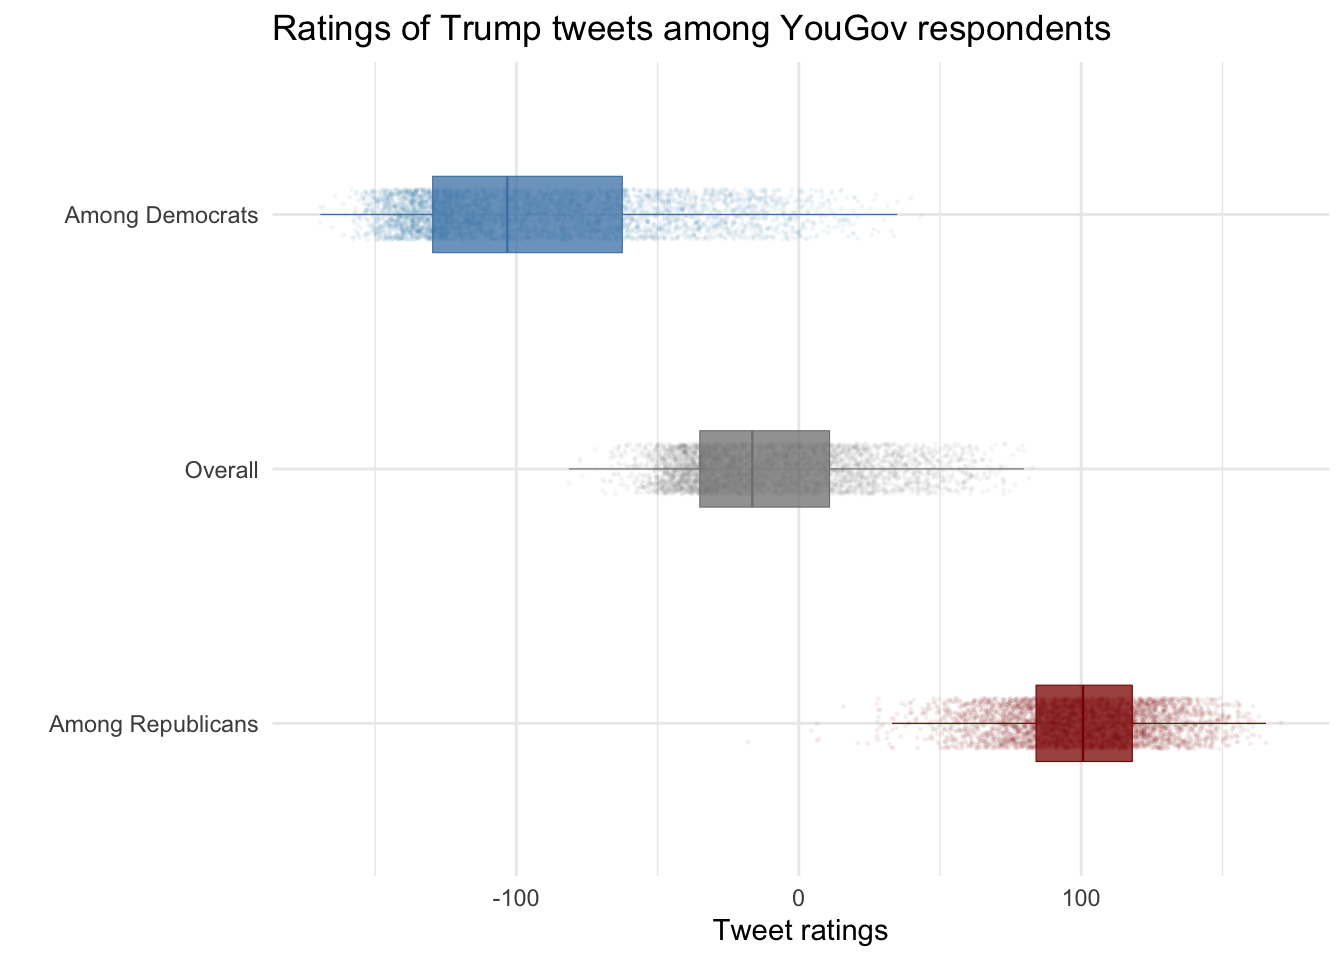 Ratings of Trump tweets among YouGov respondents
Among Democrats
Overall
Among Republicans
-100 0 100
Tweet ratings